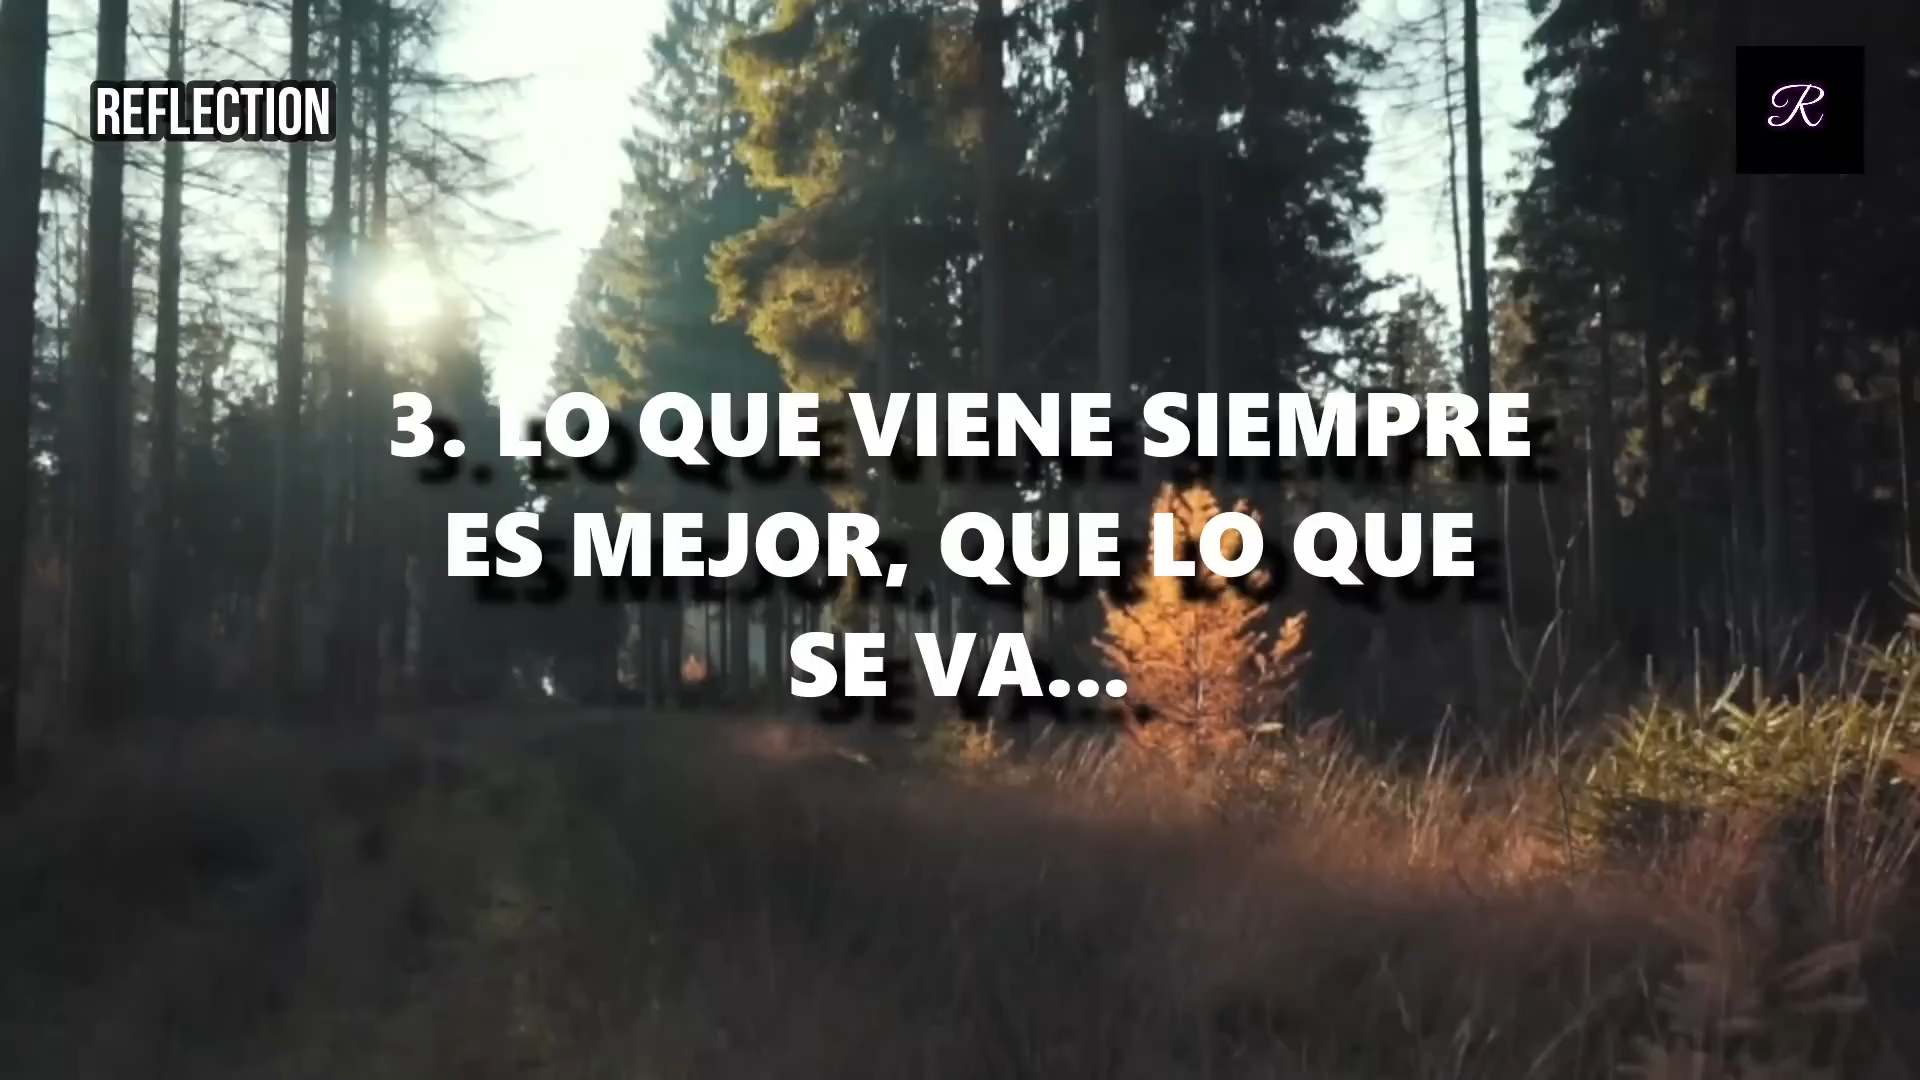 REFLECTION
R
3. LO QUE VIENE SIEMPRE
ES MEJOR, QUE LO QUE
SE VA...